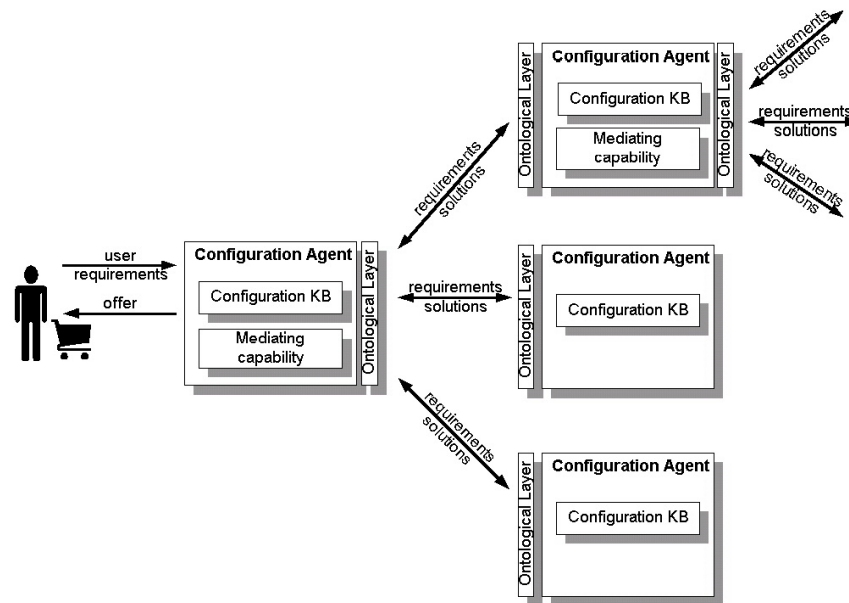 user
requirements
offer
Configuration Agent
Configuration KB
Mediating
capability
Ontological Layer
requirements
solutions
requirements
solutions
requirements
solutions
Ontological Layer
Configuration Agent
Configuration KB
Mediating
capability
Ontological Layer
requirements
solutions
requirements
solutions
requirements
solutions
Ontological Layer
Configuration Agent
Configuration KB
Ontological Layer
Configuration Agent
Configuration KB